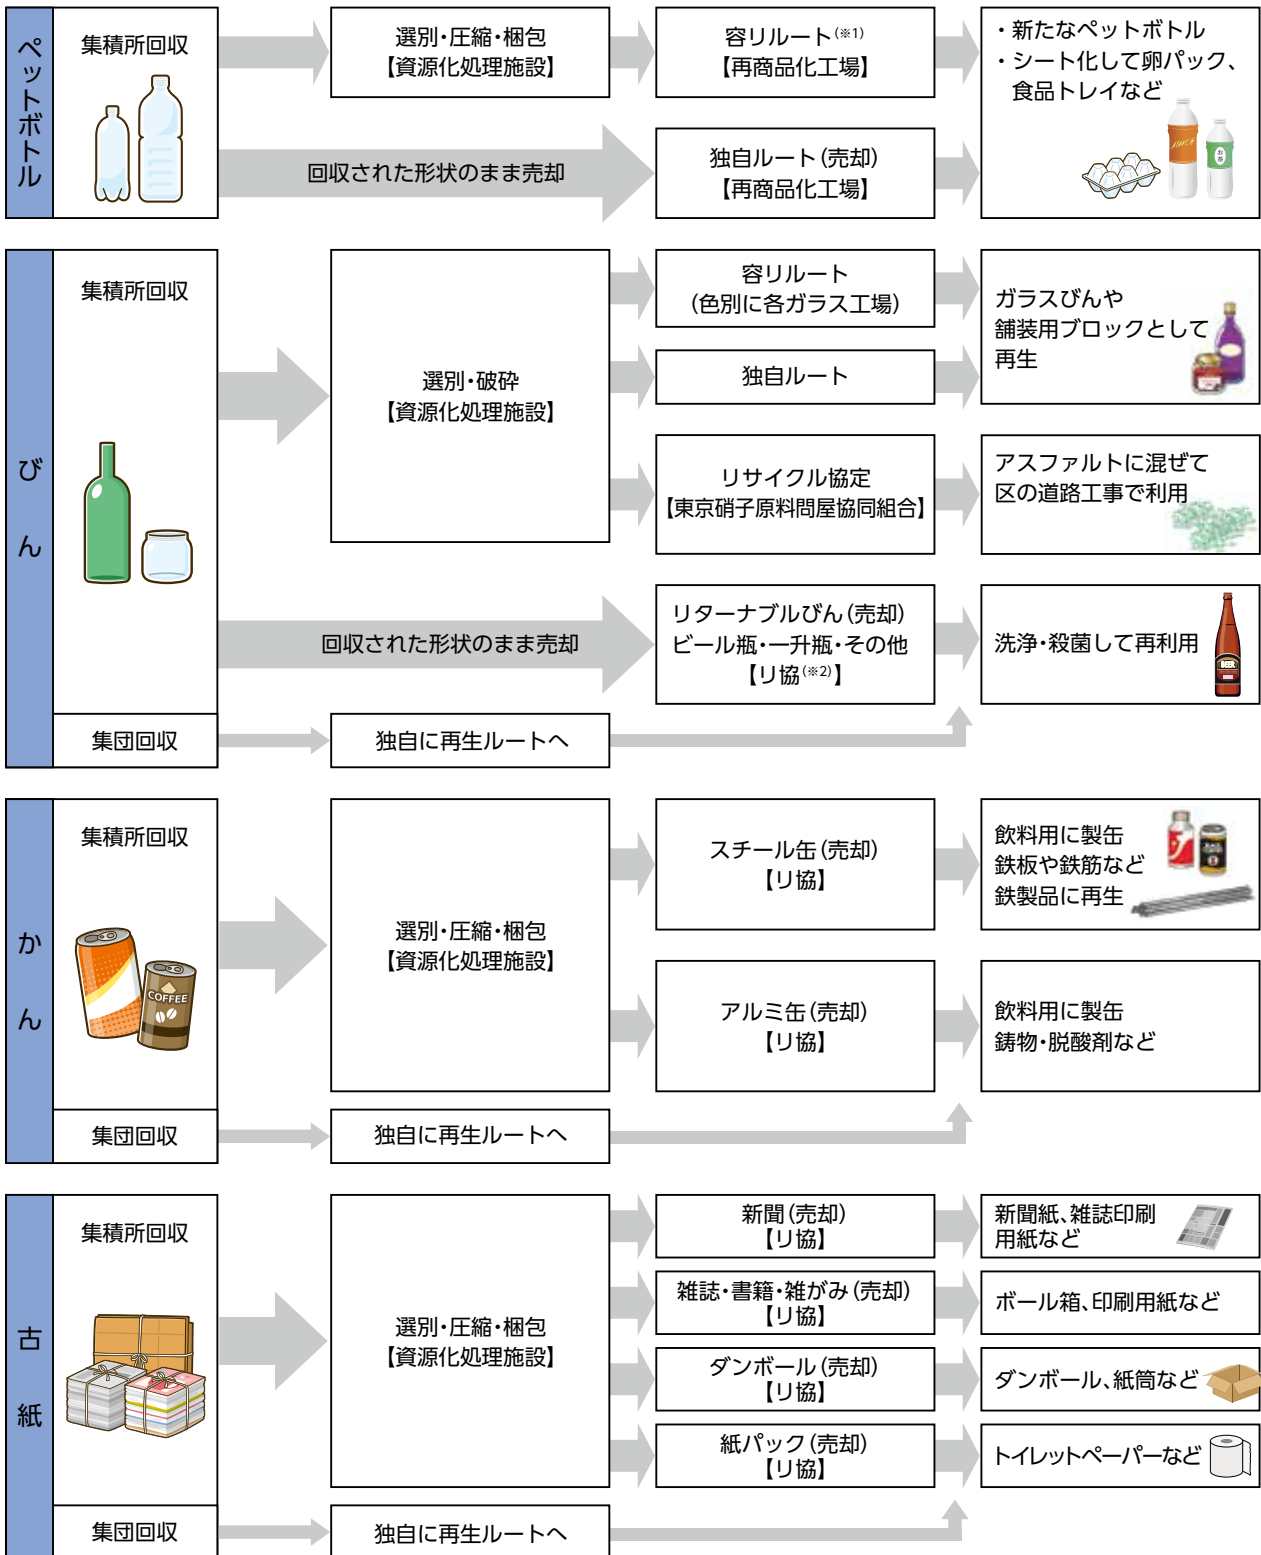 ペットボトル
集積所回収
選別・圧縮・梱包
【資源化処理施設】
容リルート(※1)
【再商品化工場】
・新たなペットボトル
・シート化して卵パック、
食品トレイなど
お茶
回収された形状のまま売却
独自ルート(売却)
【再商品化工場】
びん
集積所回収
選別・破砕
【資源化処理施設】
容リルート
(色別に各ガラス工場)
独自ルート
ガラスびんや
舗装用ブロックとして
再生
リサイクル協定
【東京硝子原料問屋協同組合】
アスファルトに混ぜて
区の道路工事で利用
回収された形状のまま売却
リターナブルびん(売却)
ビール瓶・一升瓶・その他
【リ協(※2)】
洗浄・殺菌して再利用
BEER
集団回収
独自に再生ルートへ
かん
集積所回収
COFFEE
選別・圧縮・梱包
【資源化処理施設】
スチール缶(売却)
【リ協】
飲料用に製缶
鉄板や鉄筋など
鉄製品に再生
アルミ缶(売却)
【リ協】
飲料用に製缶
鋳物・脱酸剤など
集団回収
独自に再生ルートへ
古紙
集積所回収
選別・圧縮・梱包
【資源化処理施設】
新聞(売却)
【リ協】
新聞紙、雑誌印刷
用紙など
雑誌・書籍・雑がみ(売却)
【リ協】
ボール箱、印刷用紙など
ダンボール(売却)
【リ協】
ダンボール、紙筒など
紙パック(売却)
【リ協】
トイレットペーパーなど
集団回収
独自に再生ルートへ